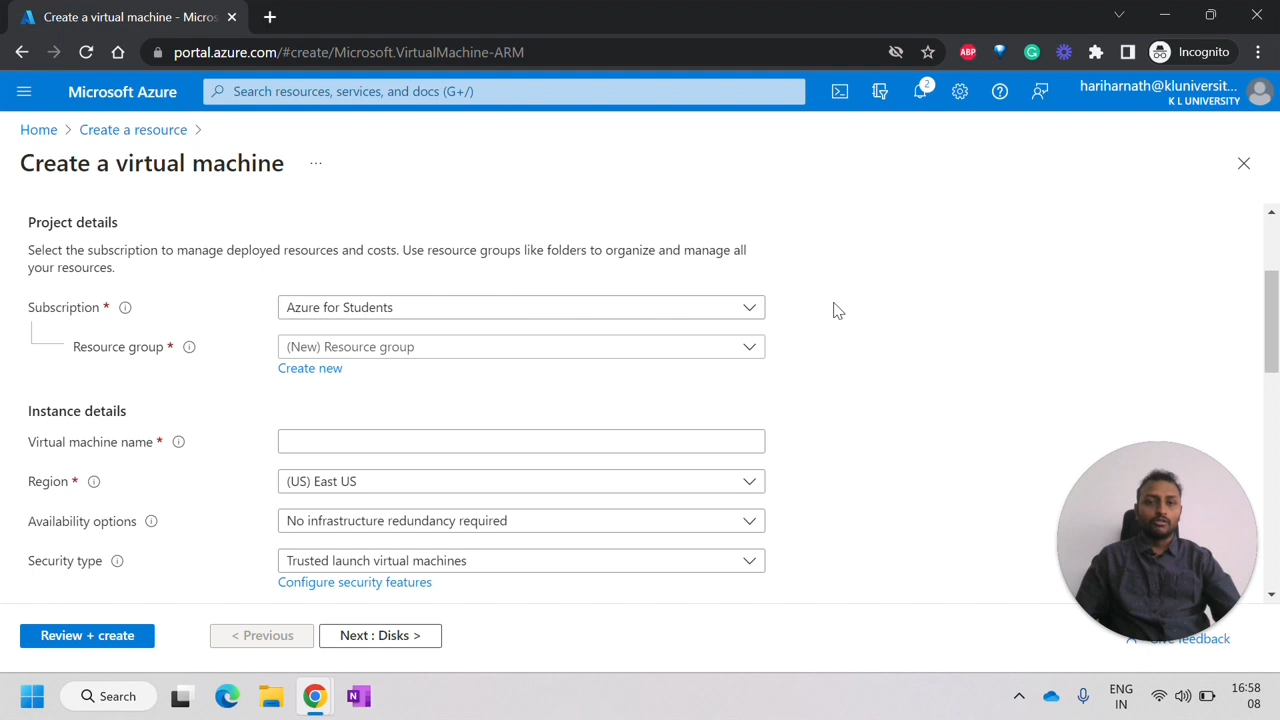 Create a virtual machine - Micros
portal.azure.com/#create/Microsoft.VirtualMachine-ARM
ABP
Incognito
Microsoft Azure
Search resources, services, and docs (G+/)
2
hariharnath@kluniversit...
K L UNIVERSITY
Home > Create a resource >
Create a virtual machine ...
Project details
Select the subscription to manage deployed resources and costs. Use resource groups like folders to organize and manage all
your resources.
Subscription *
Azure for Students
Resource group *
(New) Resource group
Create new
Instance details
Virtual machine name *
Region *
(US) East US
Availability options
No infrastructure redundancy required
Security type
Trusted launch virtual machines
Configure security features
Review + create
< Previous
Next : Disks >
feedback
Search
ENG
IN
16:58
08